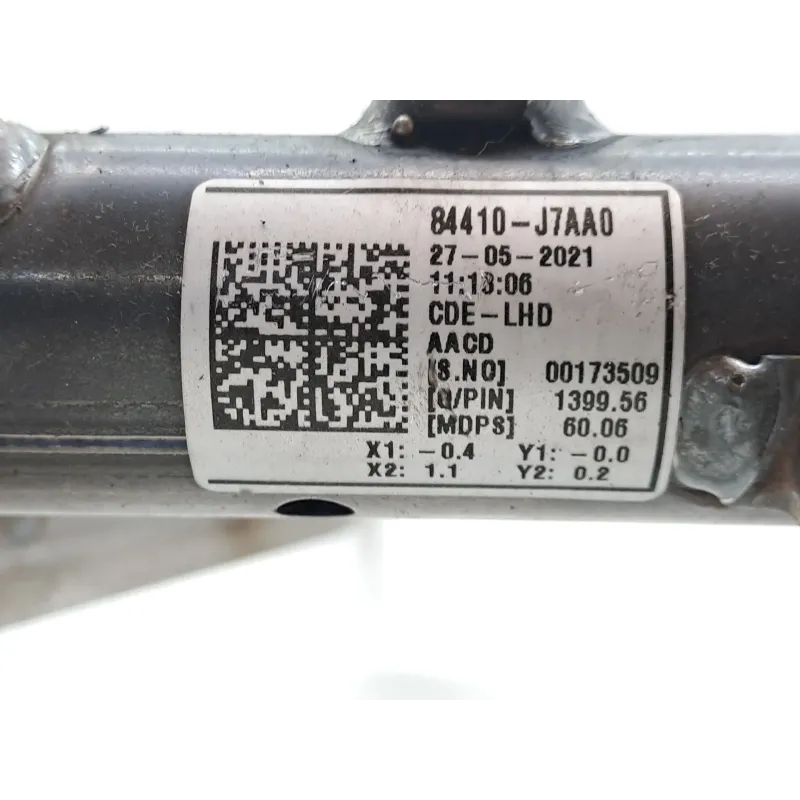 84410-J7AA0
27-05-2021
11:18:06
CDE-LHD
AACD
[S.NO] 00173509
[Q/PIN] 1399.56
[MDPS] 60.06
X1: -0.4 Y1: -0.0
X2: 1.1 Y2: 0.2